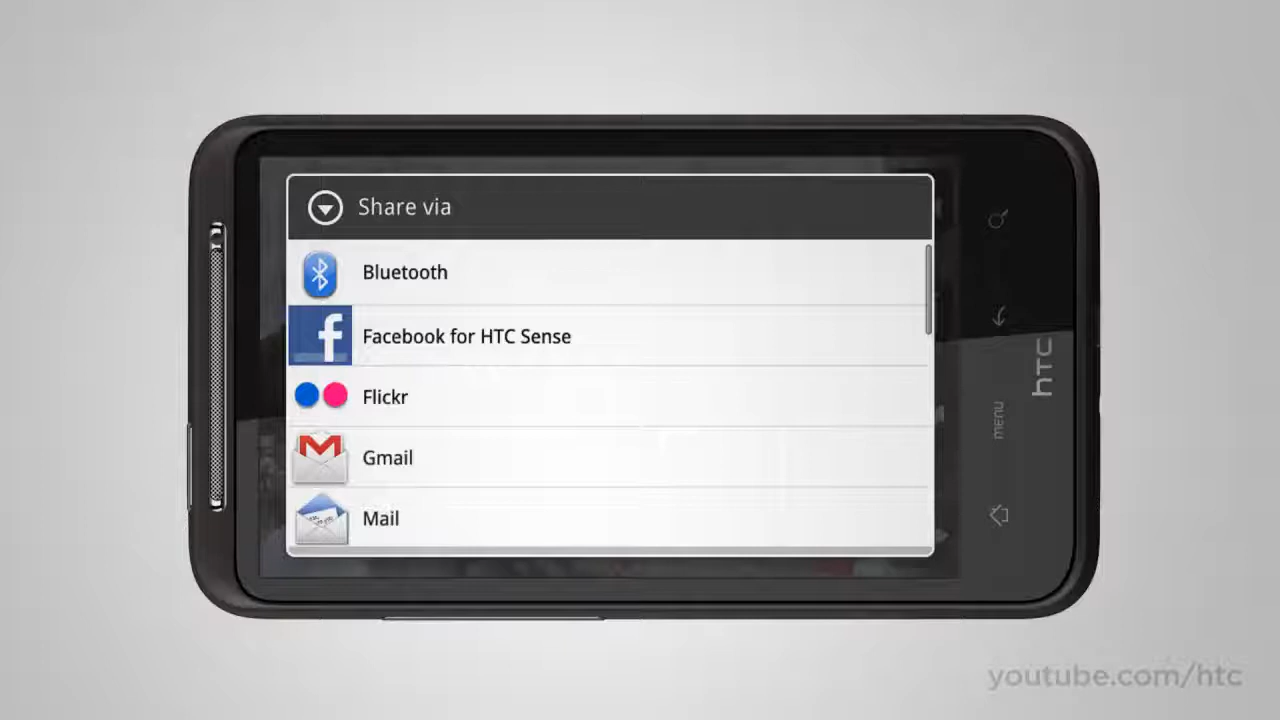 Share via
Bluetooth
Facebook for HTC Sense
Flickr
Gmail
Mail
hTC
menu
youtube.com/htc